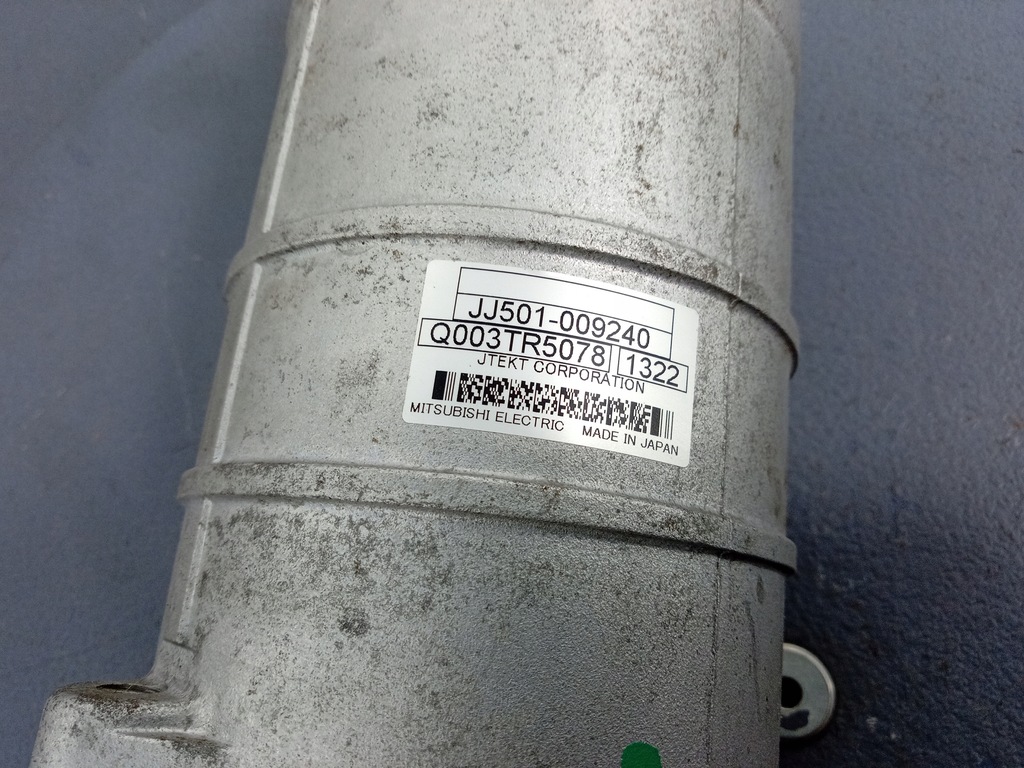 JJ501-009240
Q003TR5078 1322
JTEKT CORPORATION
MITSUBISHI ELECTRIC MADE IN JAPAN